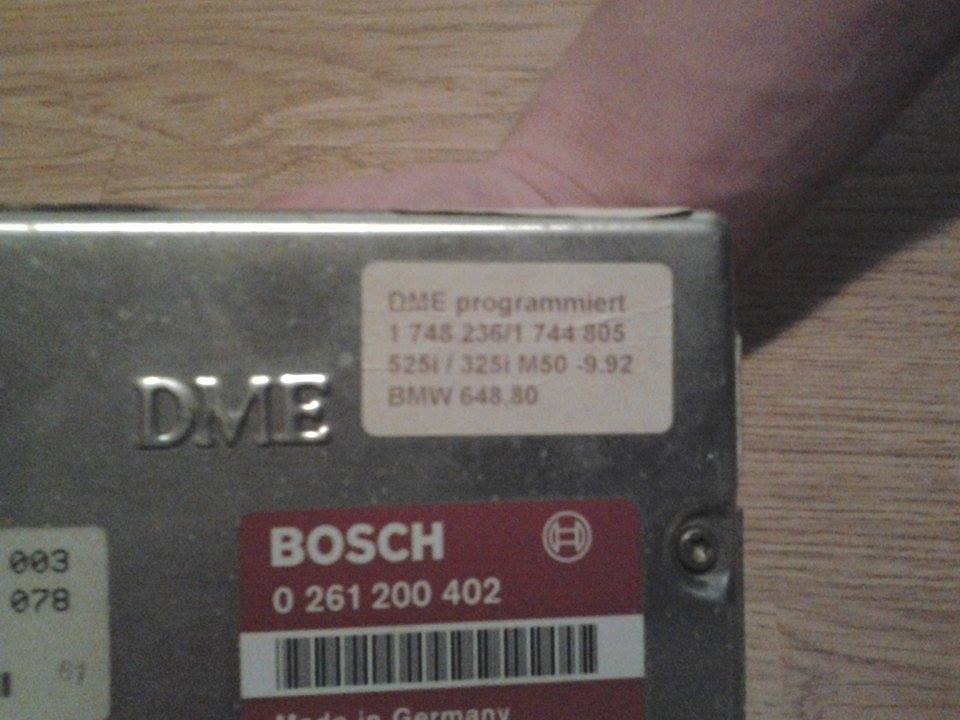 DME programmiert
1 748 236/1 744 805
525i / 325i M50 -9.92
BMW 648,80
DME
BOSCH
0 261 200 402
003
078
61
Made in Germany